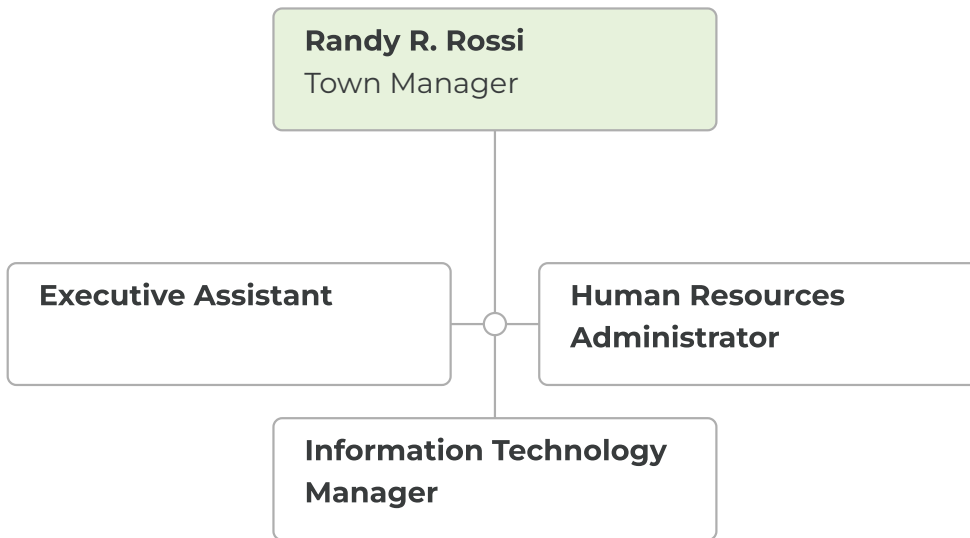 Randy R. Rossi
Town Manager
Executive Assistant
Human Resources
Administrator
Information Technology
Manager